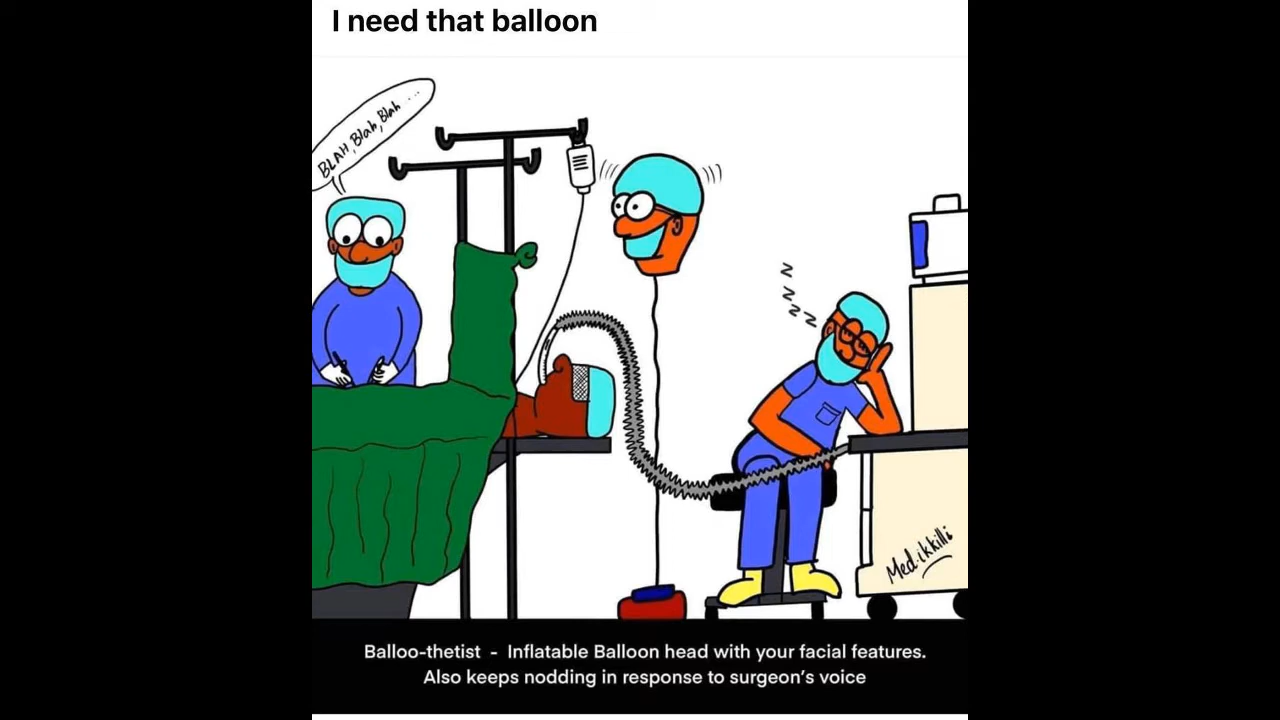 I need that balloon
BLAH, Blah, Blah ...
z
z
z z
Med.ikkilli
Balloo-thetist - Inflatable Balloon head with your facial features.
Also keeps nodding in response to surgeon's voice